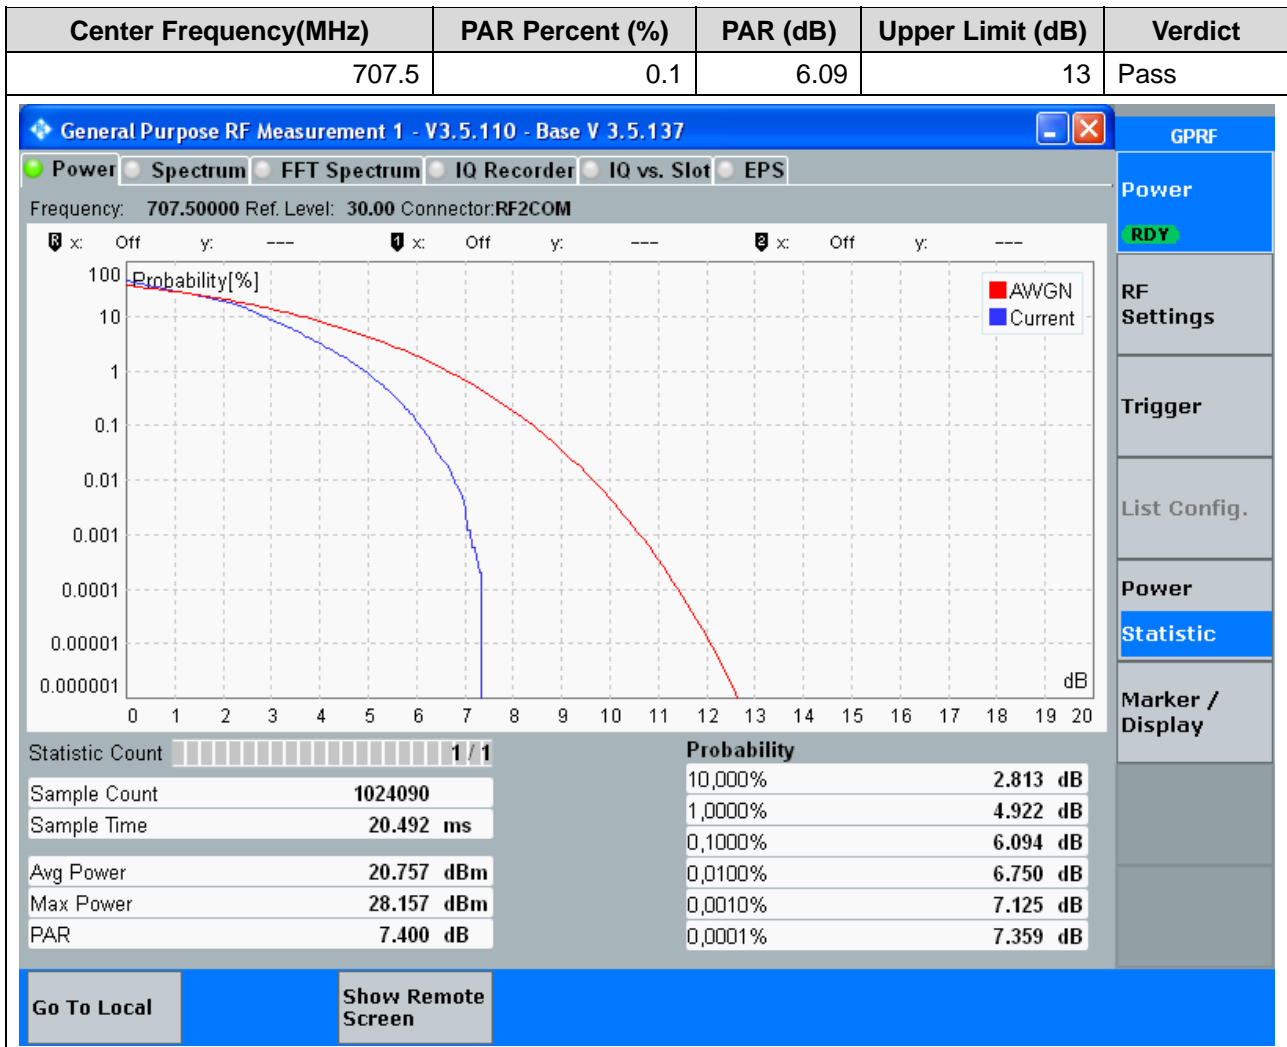 Center Frequency(MHz) PAR Percent (%) PAR (dB) Upper Limit (dB) Verdict
707.5 0.1 6.09 13 Pass
General Purpose RF Measurement 1 - V3.5.110 - Base V 3.5.137
GPRF
Power Spectrum FFT Spectrum IQ Recorder IQ vs. Slot EPS
Frequency: 707.50000 Ref. Level: 30.00 Connector:RF2COM
R x: Off y: --- 1 x: Off y: --- 2 x: Off y: ---
Probability[%]
AWGN
Current
100
10
1
0.1
0.01
0.001
0.0001
0.00001
0.000001
dB
0 1 2 3 4 5 6 7 8 9 10 11 12 13 14 15 16 17 18 19 20
Statistic Count 1 / 1
Sample Count 1024090
Sample Time 20.492 ms
Avg Power 20.757 dBm
Max Power 28.157 dBm
PAR 7.400 dB
Probability
10,000% 2.813 dB
1,0000% 4.922 dB
0,1000% 6.094 dB
0,0100% 6.750 dB
0,0010% 7.125 dB
0,0001% 7.359 dB
Power
RDY
RF
Settings
Trigger
List Config.
Power
Statistic
Marker /
Display
Go To Local
Show Remote
Screen